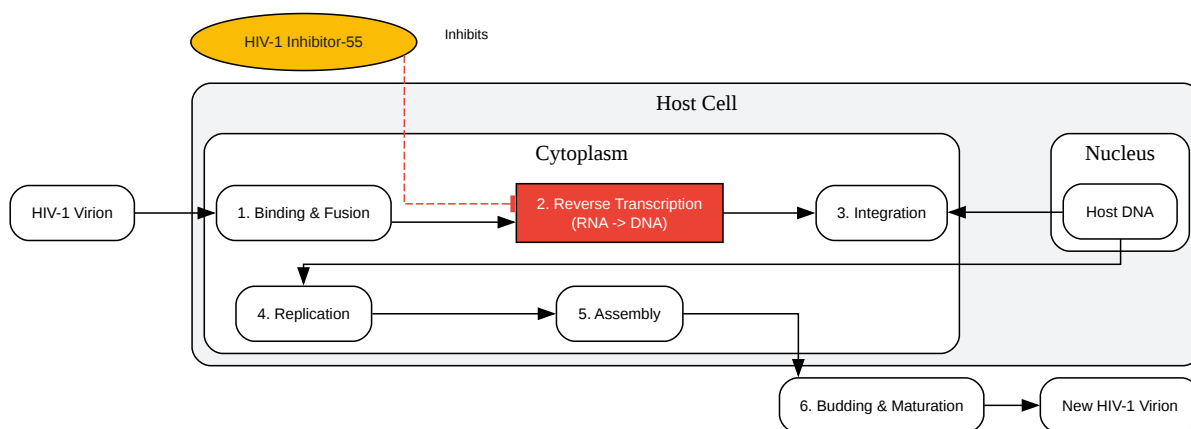 HIV-1 Inhibitor-55
Inhibits
Host Cell
Cytoplasm
Nucleus
HIV-1 Virion
1. Binding & Fusion
2. Reverse Transcription
(RNA -> DNA)
3. Integration
Host DNA
4. Replication
5. Assembly
6. Budding & Maturation
New HIV-1 Virion